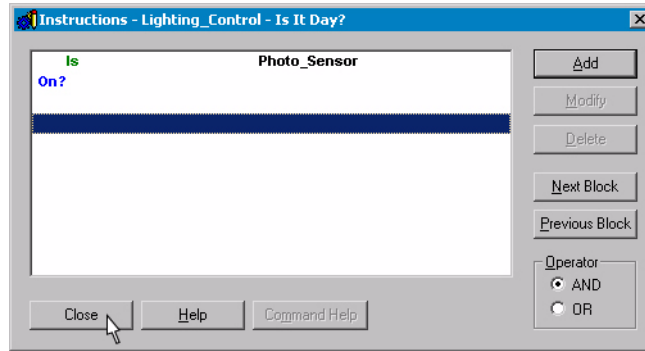 Instructions - Lighting_Control - Is It Day?
Is Photo_Sensor
On?
Add
Modify
Delete
Next Block
Previous Block
Operator
AND
OR
Close Help Command Help